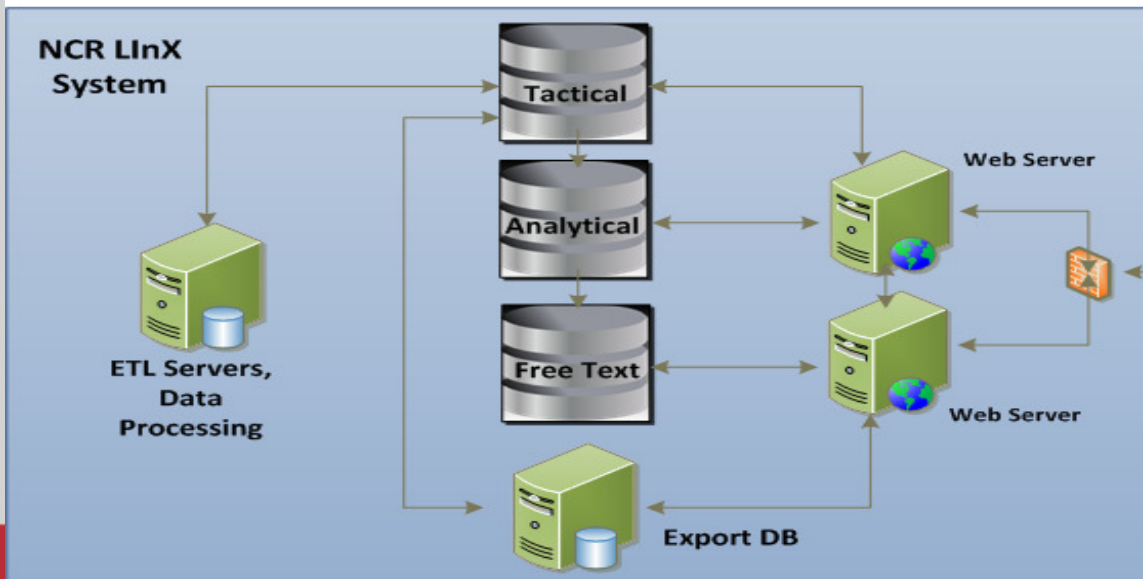 NCR LInX
System
Tactical
Web Server
Analytical
Free Text
ETL Servers,
Data
Processing
Web Server
Export DB